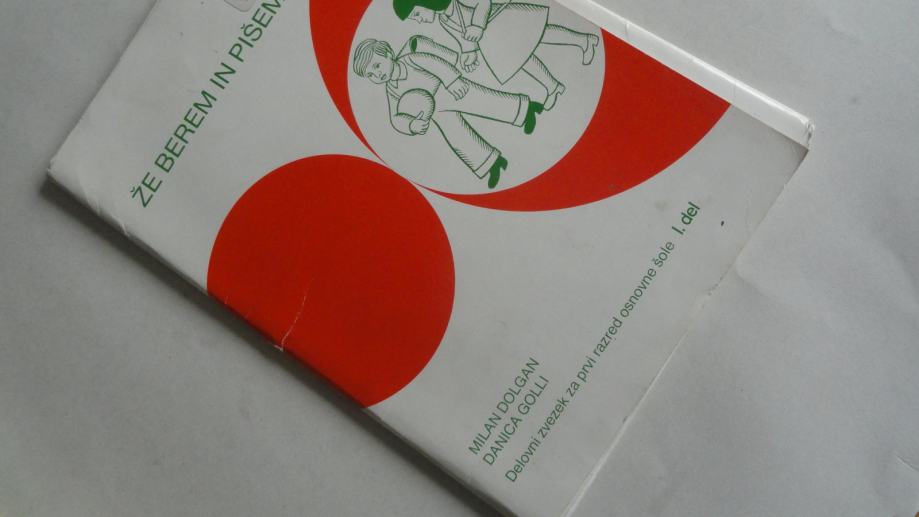 ŽE BEREM IN PIŠEM
MILAN DOLGAN
DANICA GOLLI
Delovni zvezek za prvi razred osnovne šole I. del